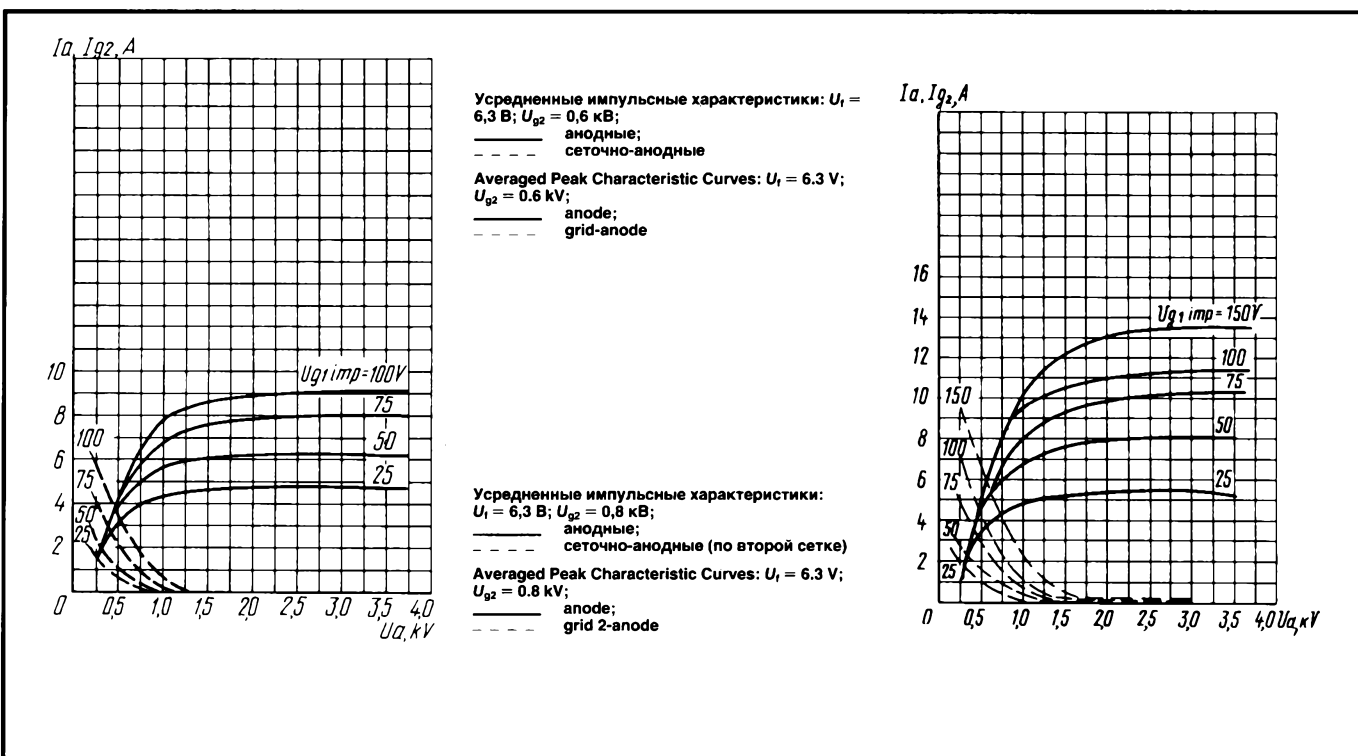 Ia, Ig2, A
10
8
6
4
2
0
0,5
1,0
1,5
2,0
2,5
3,0
3,5
4,0
Ua, kV
Ug1 imp=100V
75
50
25
100
75
50
25
Усредненные импульсные характеристики: Uf =
6,3 В; Ug2 = 0,6 кВ;
анодные;
сеточно-анодные
Averaged Peak Characteristic Curves: Uf = 6.3 V;
Ug2 = 0.6 kV;
anode;
grid-anode
Усредненные импульсные характеристики:
Uf = 6,3 В; Ug2 = 0,8 кВ;
анодные;
сеточно-анодные (по второй сетке)
Averaged Peak Characteristic Curves: Uf = 6.3 V;
Ug2 = 0.8 kV;
anode;
grid 2-anode
Ia, Ig2, A
16
14
12
10
8
6
4
2
0
0,5
1,0
1,5
2,0
2,5
3,0
3,5
4,0 Ua, кV
Ug1 imp=150V
100
75
50
25
150
100
75
50
25